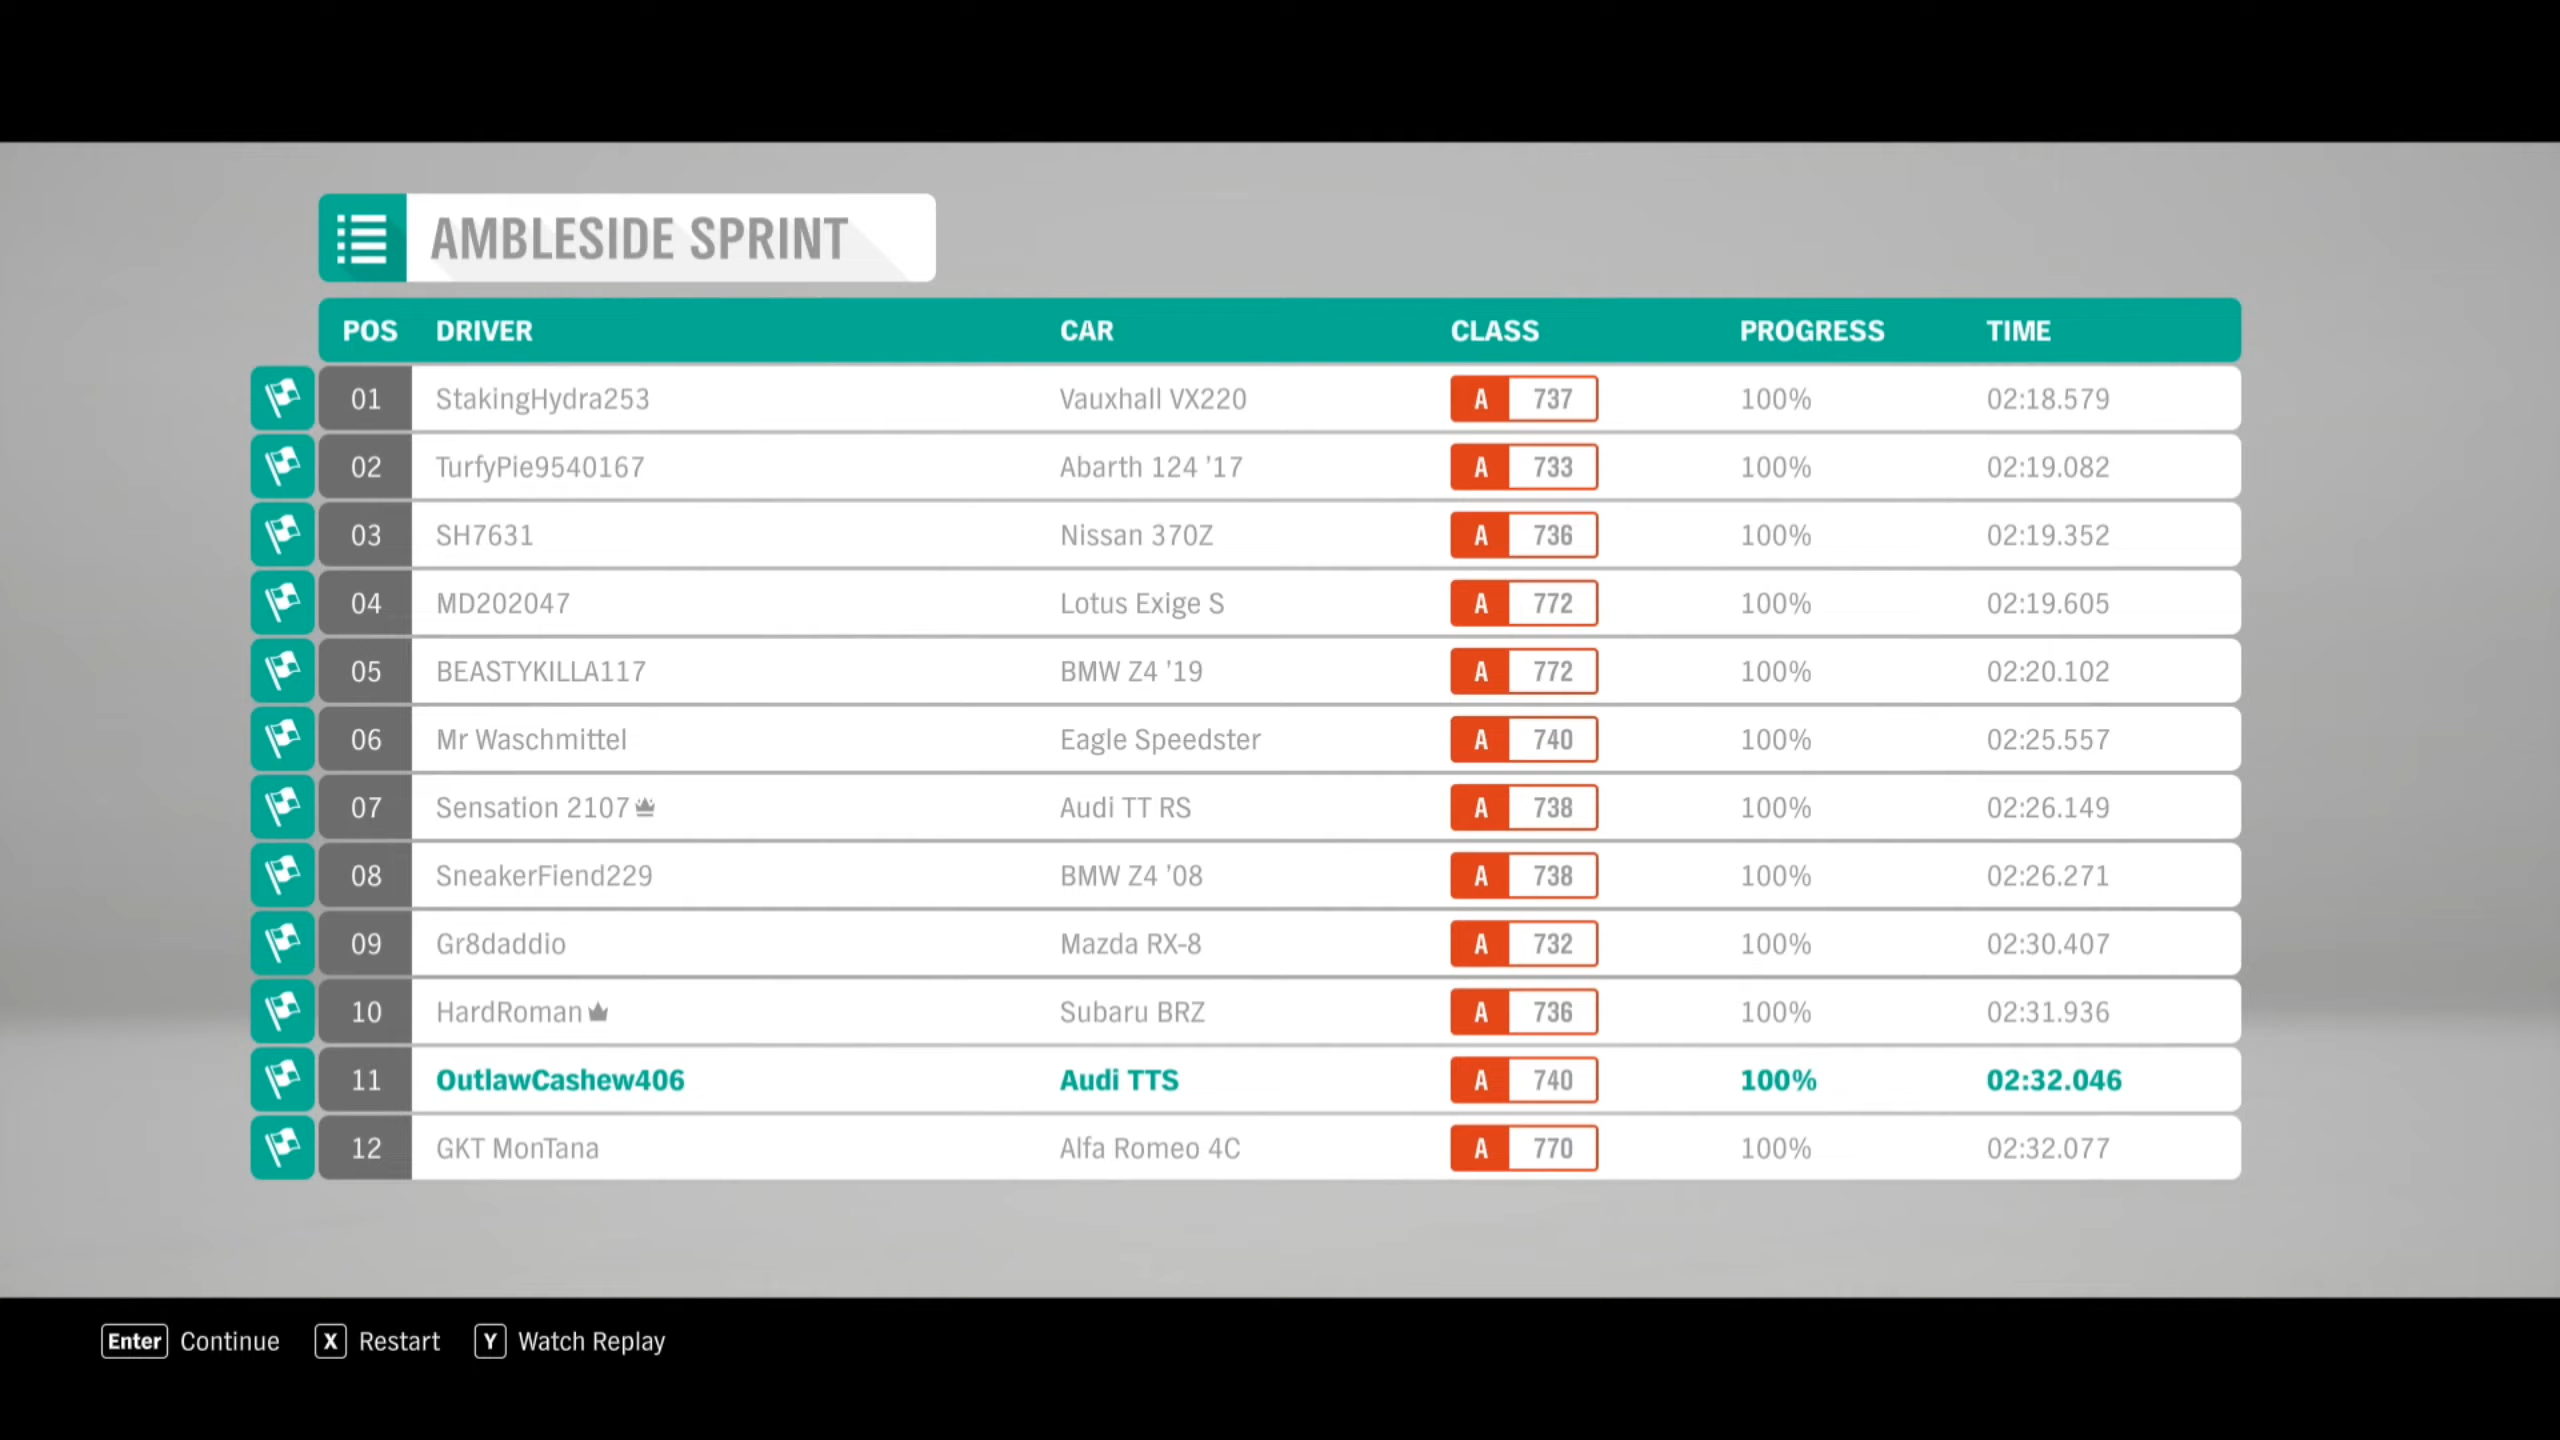 AMBLESIDE SPRINT
POS DRIVER CAR CLASS PROGRESS TIME
01 StakingHydra253 Vauxhall VX220 A 737 100% 02:18.579
02 TurfyPie9540167 Abarth 124 '17 A 733 100% 02:19.082
03 SH7631 Nissan 370Z A 736 100% 02:19.352
04 MD202047 Lotus Exige S A 772 100% 02:19.605
05 BEASTYKILLA117 BMW Z4 '19 A 772 100% 02:20.102
06 Mr Waschmittel Eagle Speedster A 740 100% 02:25.557
07 Sensation 2107 Audi TT RS A 738 100% 02:26.149
08 SneakerFiend229 BMW Z4 '08 A 738 100% 02:26.271
09 Gr8daddio Mazda RX-8 A 732 100% 02:30.407
10 HardRoman Subaru BRZ A 736 100% 02:31.936
11 OutlawCashew406 Audi TTS A 740 100% 02:32.046
12 GKT MonTana Alfa Romeo 4C A 770 100% 02:32.077
Enter Continue X Restart Y Watch Replay